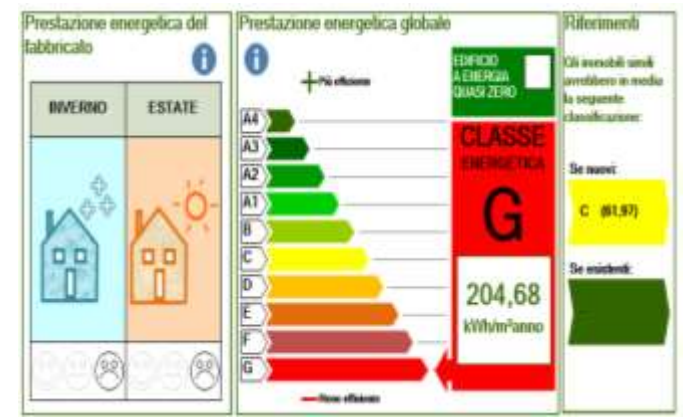 Prestazione energetica del
fabbricato
INVERNO
ESTATE
Prestazione energetica globale
Più efficiente
A4
A3
A2
A1
B
C
D
E
F
G
Meno efficiente
EDIFICIO
A ENERGIA
QUASI ZERO
CLASSE
ENERGETICA
G
204,68
kWh/m²anno
Riferimenti
Gli immobili simili
avrebbero in media
la seguente
classificazione:
Se nuovi:
C (61,97)
Se esistenti: